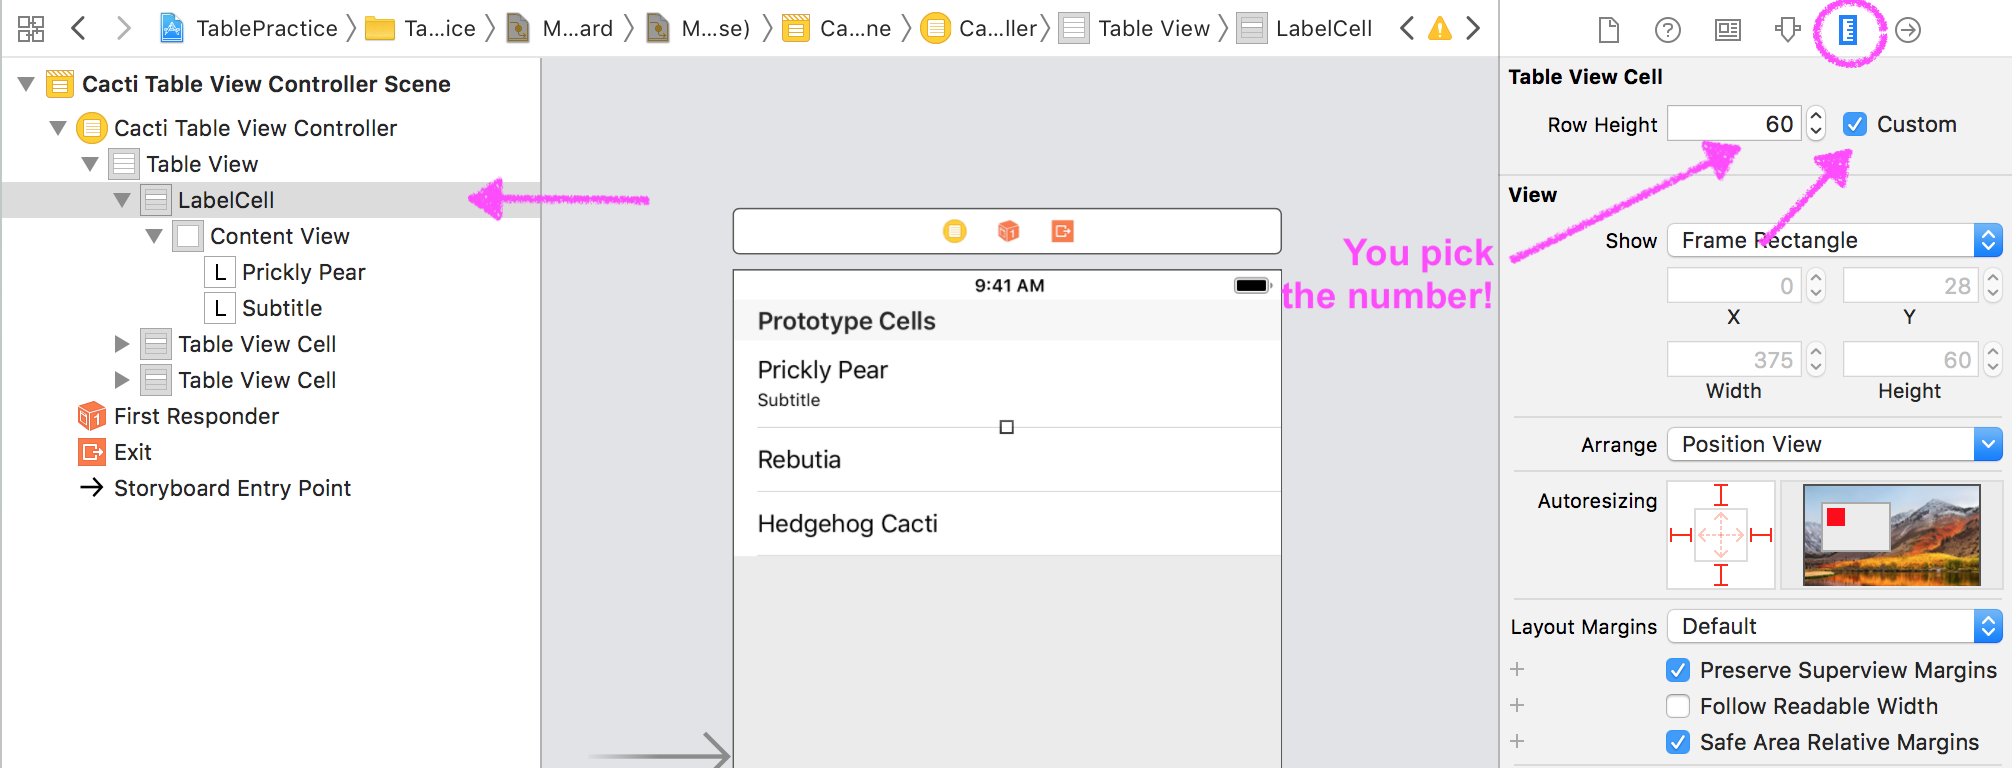 TablePractice
Ta...ice
M...ard
M...se)
Ca...ne
Ca...ller
Table View
LabelCell
Cacti Table View Controller Scene
Cacti Table View Controller
Table View
LabelCell
Content View
L Prickly Pear
L Subtitle
Table View Cell
Table View Cell
1 First Responder
Exit
Storyboard Entry Point
1
9:41 AM
Prototype Cells
Prickly Pear
Subtitle
Rebutia
Hedgehog Cacti
You pick
the number!
?
Table View Cell
Row Height 60 Custom
View
Show Frame Rectangle
0 28
X Y
375 60
Width Height
Arrange Position View
Autoresizing
Layout Margins Default
+ Preserve Superview Margins
+ Follow Readable Width
+ Safe Area Relative Margins